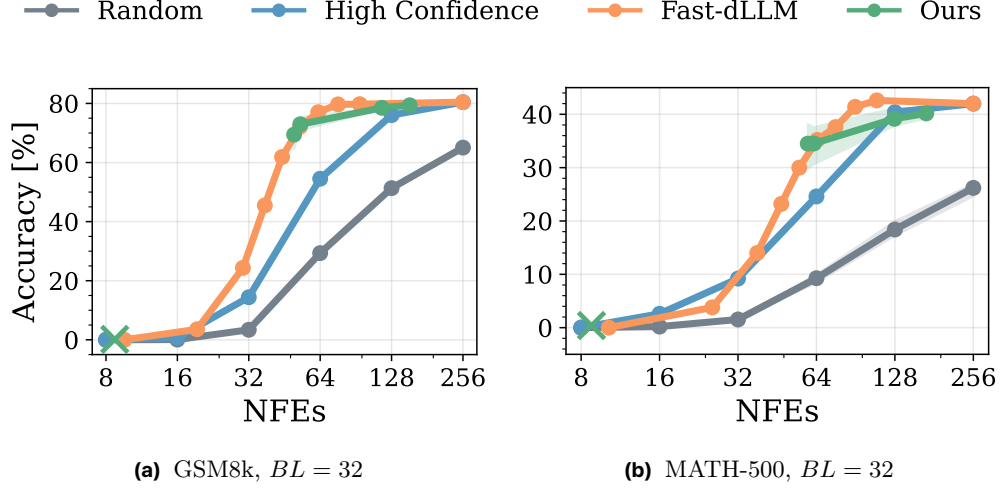 Random High Confidence Fast-dLLM Ours
Accuracy [%]
80
60
40
20
0
8 16 32 64 128 256
NFEs
(a) GSM8k, BL = 32
40
30
20
10
0
8 16 32 64 128 256
NFEs
(b) MATH-500, BL = 32